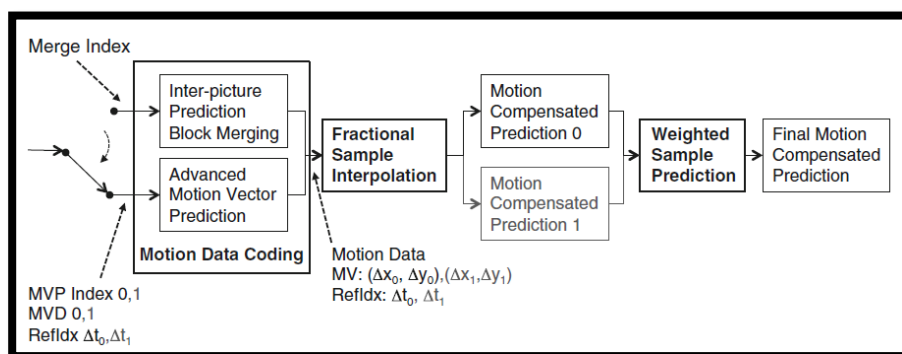 Merge Index
Inter-picture
Prediction
Block Merging
Advanced
Motion Vector
Prediction
Motion Data Coding
MVP Index 0,1
MVD 0,1
RefIdx Δt₀,Δt₁
Motion Data
MV: (Δx₀, Δy₀),(Δx₁,Δy₁)
RefIdx: Δt₀, Δt₁
Fractional
Sample
Interpolation
Motion
Compensated
Prediction 0
Motion
Compensated
Prediction 1
Weighted
Sample
Prediction
Final Motion
Compensated
Prediction